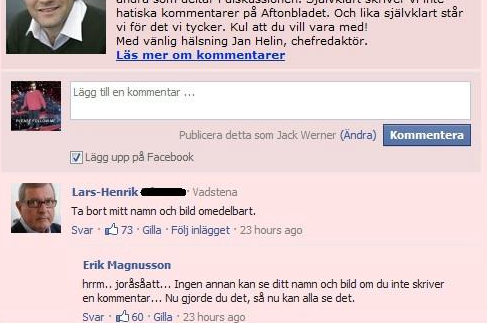 andra som deltar i diskussionen. Självklart skriver vi inte
hatiska kommentarer på Aftonbladet. Och lika självklart står
vi för det vi tycker. Kul att du vill vara med!
Med vänlig hälsning Jan Helin, chefredaktör.
Läs mer om kommentarer
Lägg till en kommentar ...
PLEASE FOLLOW ME
Publicera detta som Jack Werner (Ändra) Kommentera
Lägg upp på Facebook
Lars-Henrik · Vadstena
Ta bort mitt namn och bild omedelbart.
Svar · 73 · Gilla · Följ inlägget · 23 hours ago
Erik Magnusson
hrrm.. joråsåatt... Ingen annan kan se ditt namn och bild om du inte skriver
en kommentar... Nu gjorde du det, så nu kan alla se det.
Svar · 60 · Gilla · 23 hours ago